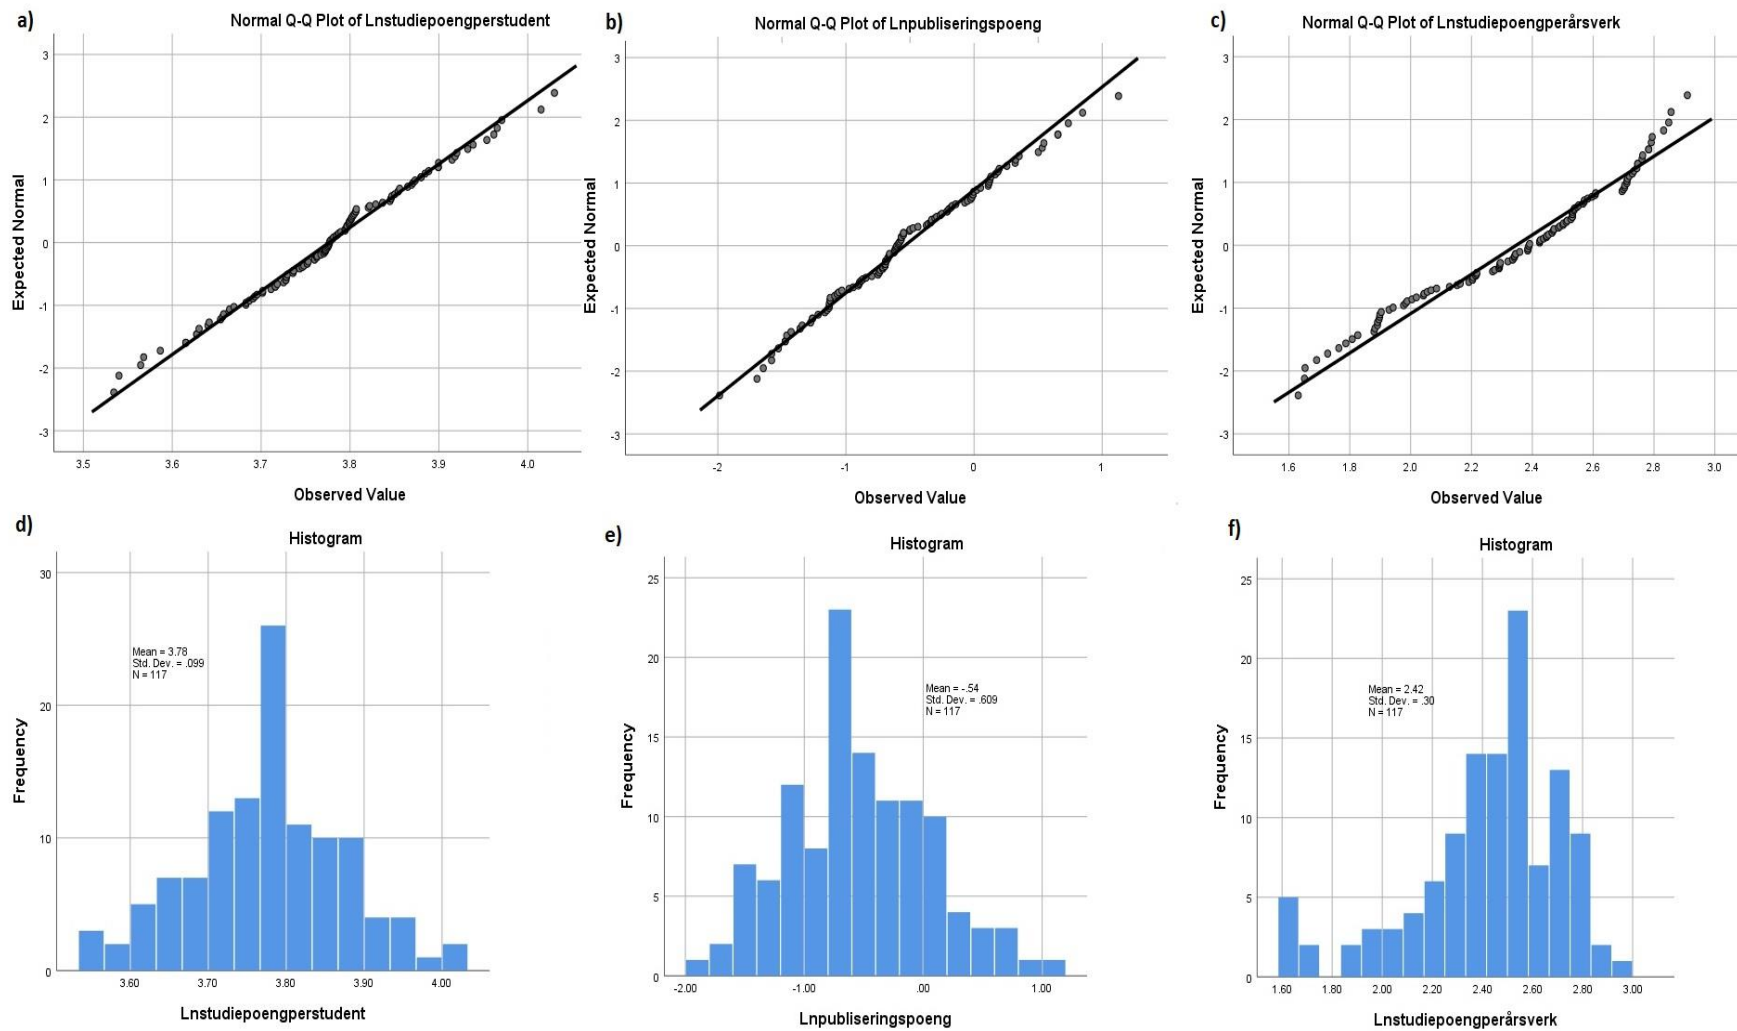 a)
Normal Q-Q Plot of Lnstudiepoengperstudent
Expected Normal
3
2
1
0
-1
-2
-3
3.5 3.6 3.7 3.8 3.9 4.0
Observed Value
b)
Normal Q-Q Plot of Lnpubliseringspoeng
Expected Normal
3
2
1
0
-1
-2
-3
-2 -1 0 1
Observed Value
c)
Normal Q-Q Plot of Lnstudiepoengperårsverk
Expected Normal
3
2
1
0
-1
-2
-3
1.6 1.8 2.0 2.2 2.4 2.6 2.8 3.0
Observed Value
d)
Histogram
Mean = 3.78
Std. Dev. = .099
N = 117
Frequency
30
20
10
0
3.60 3.70 3.80 3.90 4.00
Lnstudiepoengperstudent
e)
Histogram
Mean = -.54
Std. Dev. = .609
N = 117
Frequency
25
20
15
10
5
0
-2.00 -1.00 .00 1.00
Lnpubliseringspoeng
f)
Histogram
Mean = 2.42
Std. Dev. = .30
N = 117
Frequency
25
20
15
10
5
0
1.60 1.80 2.00 2.20 2.40 2.60 2.80 3.00
Lnstudiepoengperårsverk